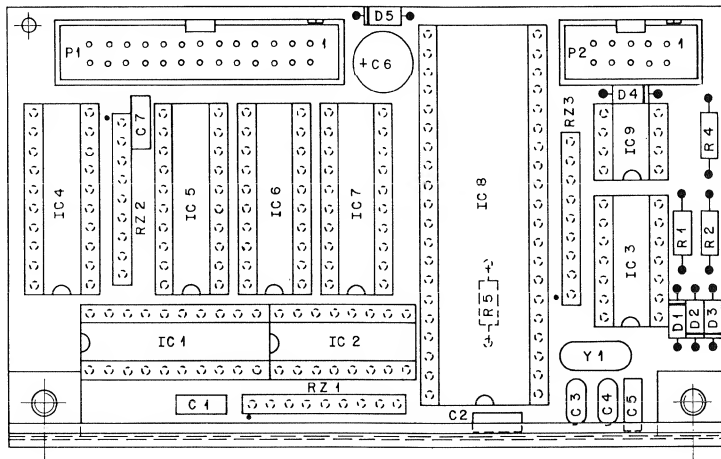 D5
P1
1
+C6
P2
1
D4
RZ3
C7
IC4
RZ2
IC5
IC6
IC7
IC8
IC9
R4
IC3
R1
R2
R5
D1
D2
D3
IC1
IC2
Y1
RZ1
C1
C2
C3
C4
C5